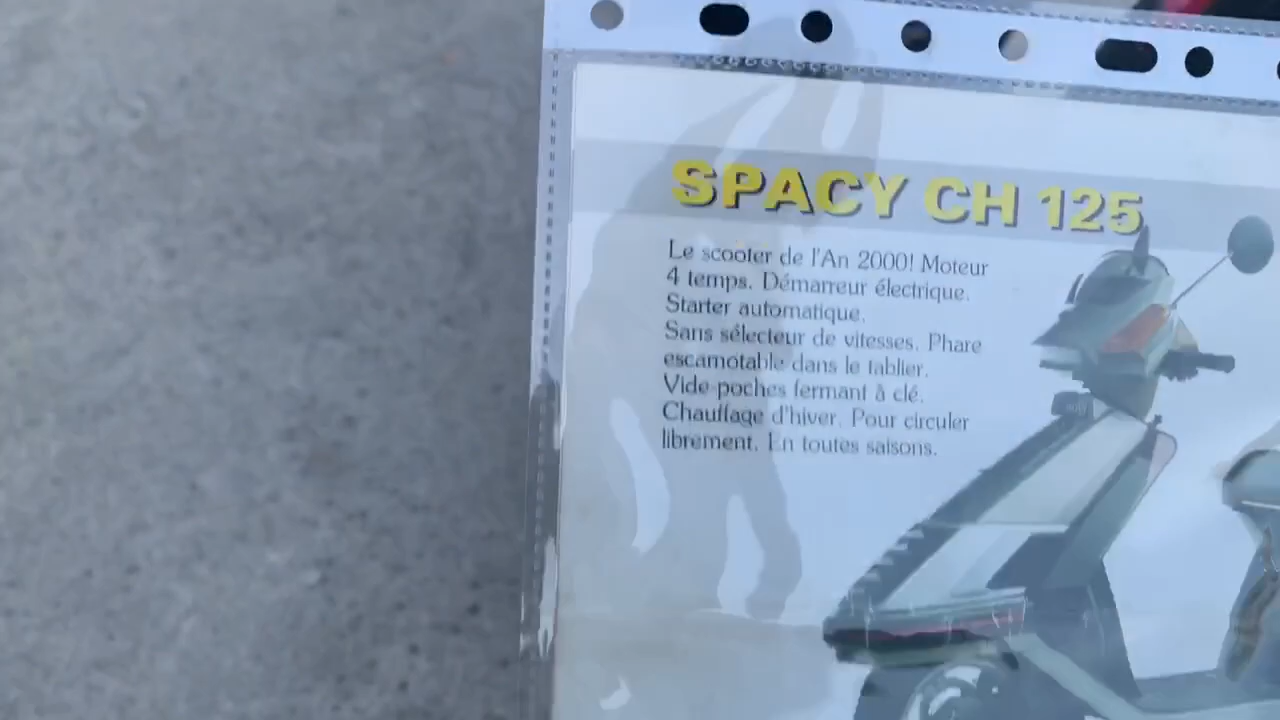 SPACY CH 125
Le scooter de l'An 2000! Moteur
4 temps. Démarreur électrique.
Starter automatique.
Sans sélecteur de vitesses. Phare
escamotable dans le tablier.
Vide-poches fermant à clé.
Chauffage d'hiver. Pour circuler
librement. En toutes saisons.